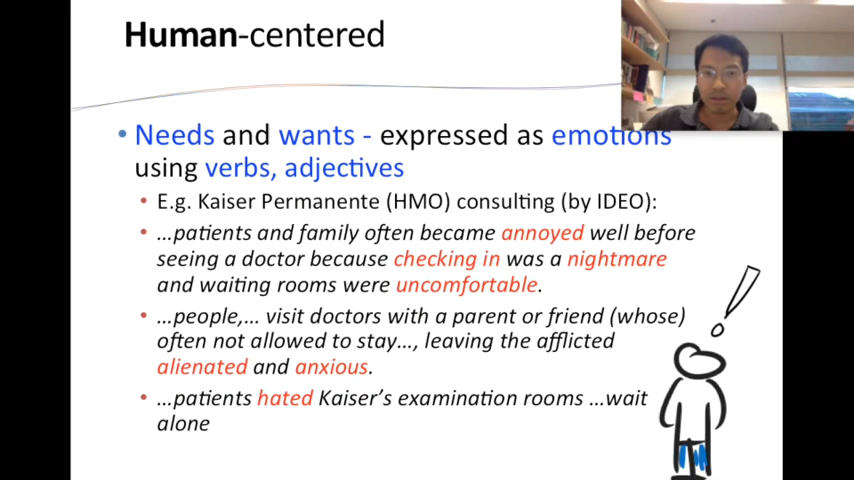 Human-centered
• Needs and wants - expressed as emotions
using verbs, adjectives
• E.g. Kaiser Permanente (HMO) consulting (by IDEO):
• …patients and family often became annoyed well before
seeing a doctor because checking in was a nightmare
and waiting rooms were uncomfortable.
• …people,… visit doctors with a parent or friend (whose)
often not allowed to stay…, leaving the afflicted
alienated and anxious.
• …patients hated Kaiser’s examination rooms …wait
alone